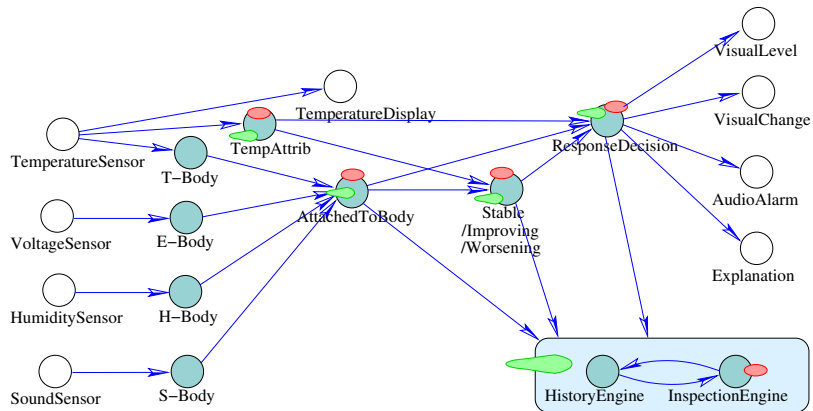 VisualLevel
TemperatureDisplay
VisualChange
TemperatureSensor
TempAttrib
ResponseDecision
T−Body
AudioAlarm
AttachedToBody
Stable
/Improving
/Worsening
VoltageSensor
E−Body
Explanation
HumiditySensor
H−Body
SoundSensor
S−Body
HistoryEngine
InspectionEngine